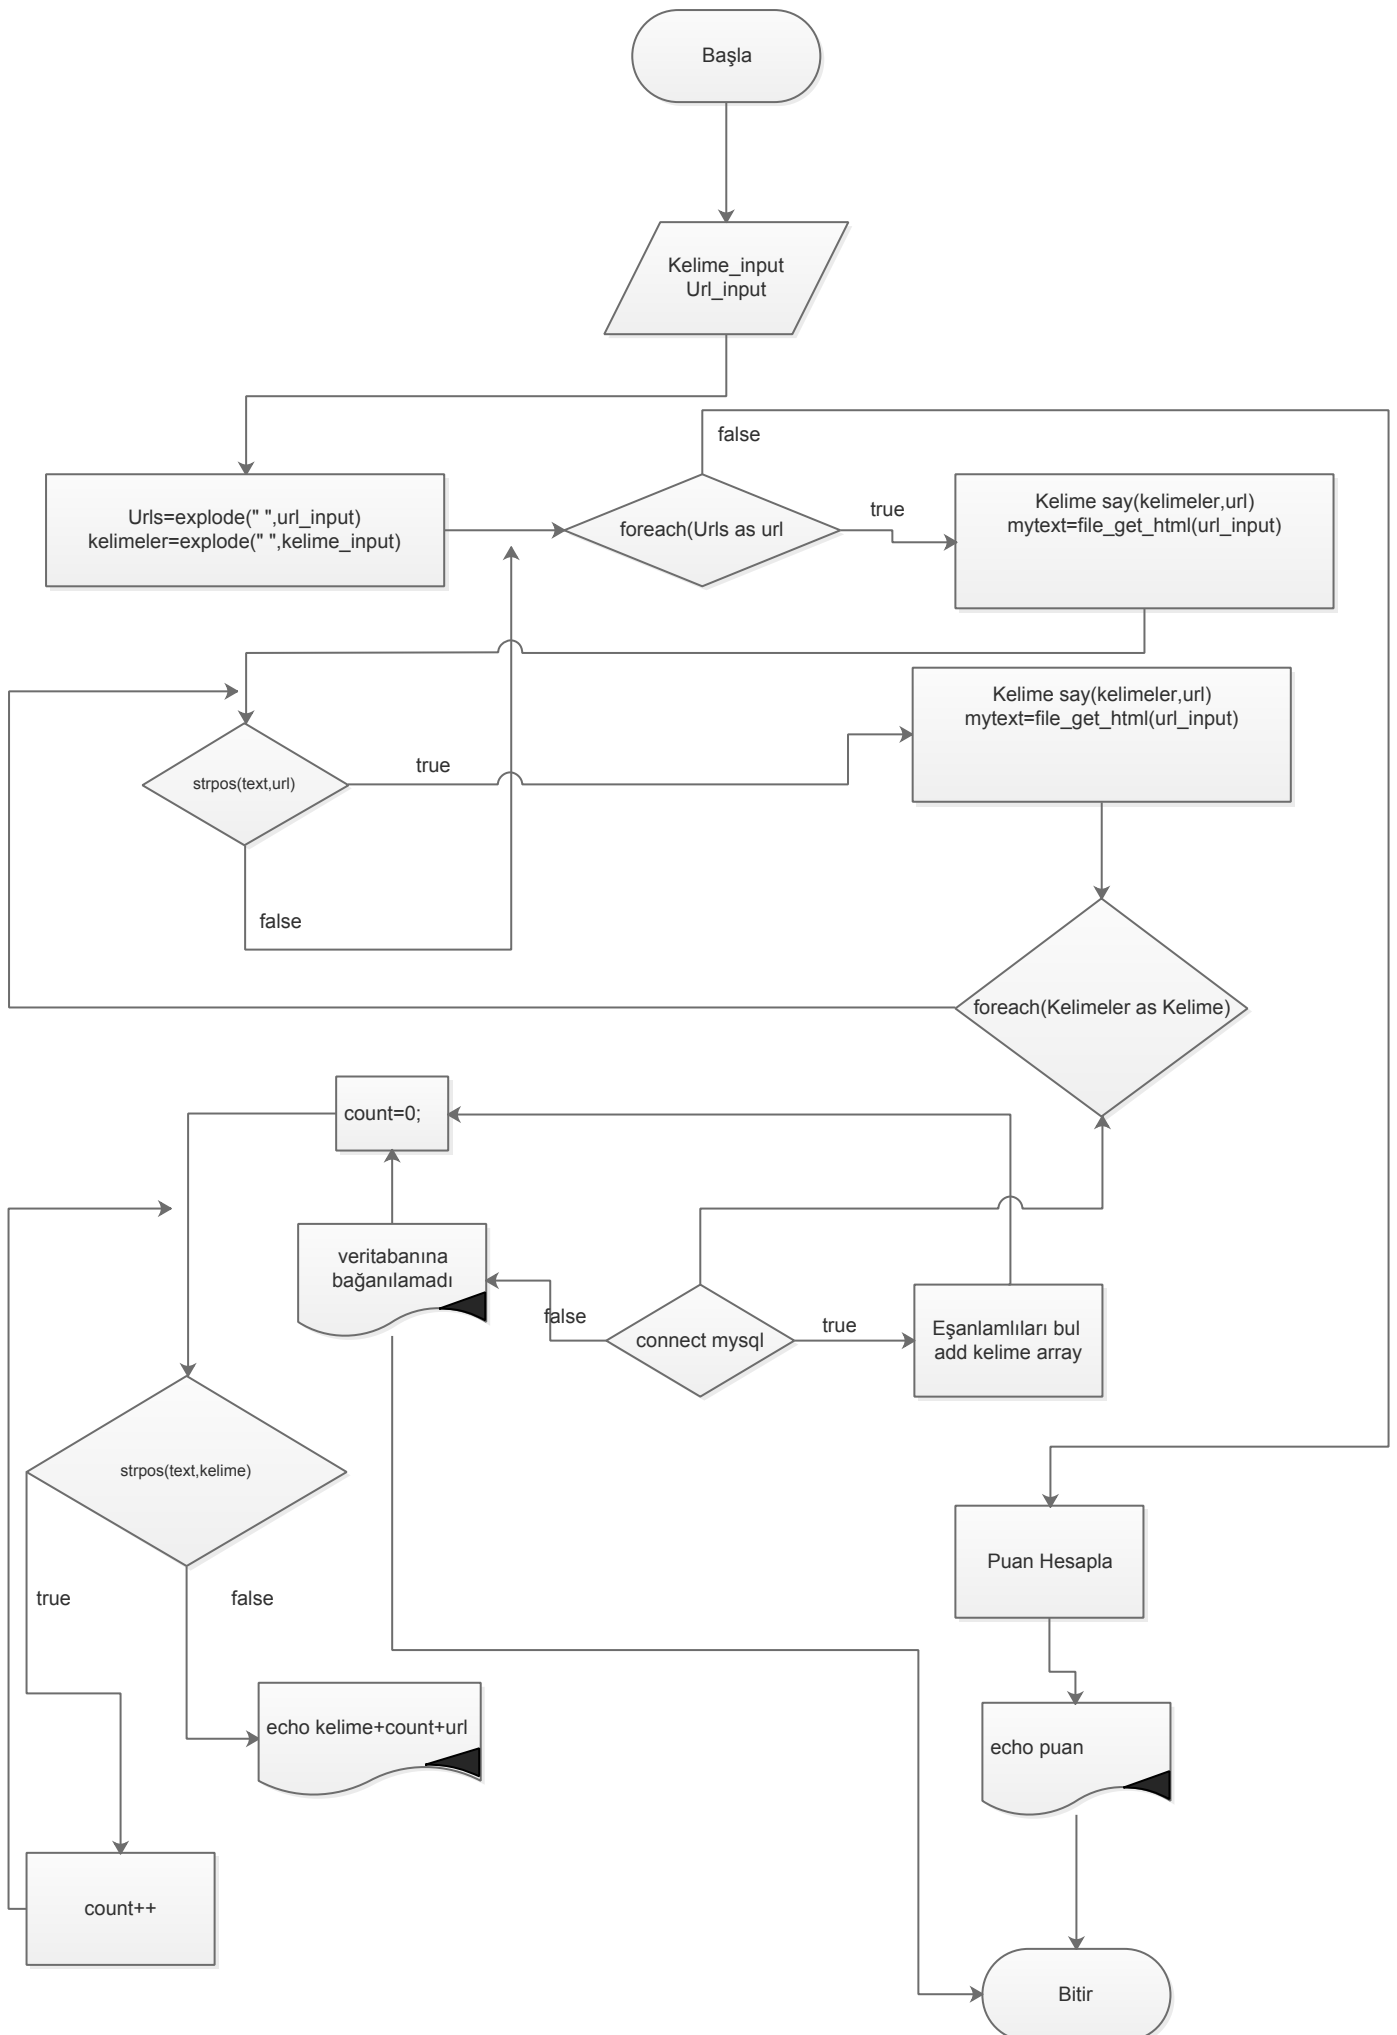 Başla
Kelime_input
Url_input
false
Urls=explode(" ",url_input)
kelimeler=explode(" ",kelime_input)
foreach(Urls as url
true
Kelime say(kelimeler,url)
mytext=file_get_html(url_input)
Kelime say(kelimeler,url)
mytext=file_get_html(url_input)
strpos(text,url)
true
false
foreach(Kelimeler as Kelime)
count=0;
veritabanına
bağanılamadı
false
connect mysql
true
Eşanlamlıları bul
add kelime array
strpos(text,kelime)
true
false
Puan Hesapla
echo kelime+count+url
echo puan
count++
Bitir